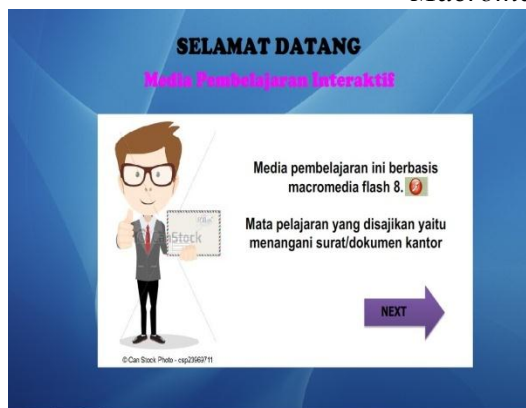 SELAMAT DATANG
Media Pembelajaran Interaktif
Media pembelajaran ini berbasis
macromedia flash 8.
Mata pelajaran yang disajikan yaitu
menangani surat/dokumen kantor
NEXT
© Can Stock Photo - csp23969711